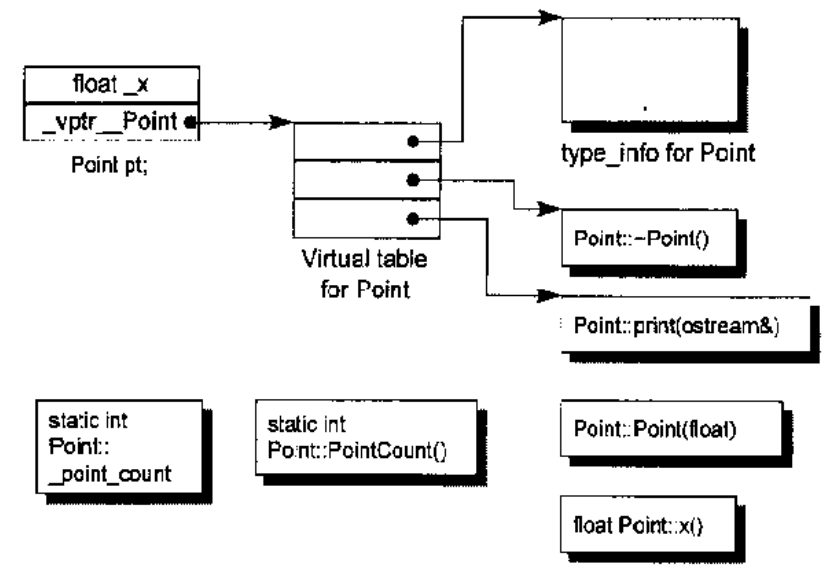 float _x
_vptr__Point
Point pt;
Virtual table
for Point
type_info for Point
Point::~Point()
Point::print(ostream&)
static int
Point::
_point_count
static int
Point::PointCount()
Point::Point(float)
float Point::x()